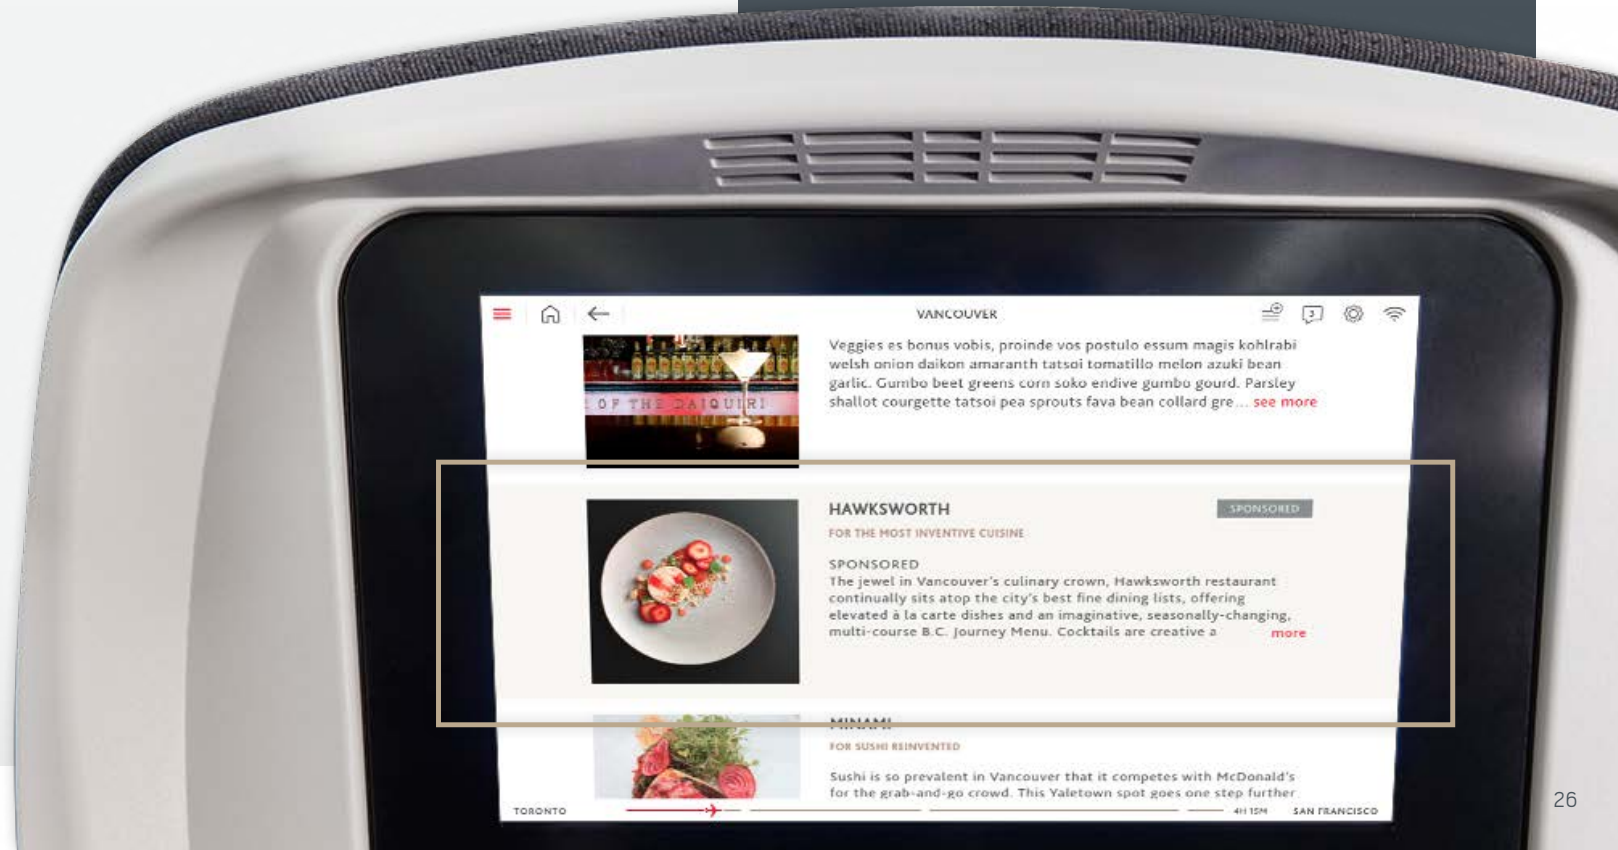 VANCOUVER
3
Veggies es bonus vobis, proinde vos postulo essum magis kohlrabi
welsh onion daikon amaranth tatsoi tomatillo melon azuki bean
garlic. Gumbo beet greens corn soko endive gumbo gourd. Parsley
shallot courgette tatsoi pea sprouts fava bean collard gre... see more
OF THE DAIQUIRI
HAWKSWORTH
SPONSORED
FOR THE MOST INVENTIVE CUISINE
SPONSORED
The jewel in Vancouver's culinary crown, Hawksworth restaurant
continually sits atop the city's best fine dining lists, offering
elevated à la carte dishes and an imaginative, seasonally-changing,
multi-course B.C. Journey Menu. Cocktails are creative a more
MINAMI
FOR SUSHI REINVENTED
Sushi is so prevalent in Vancouver that it competes with McDonald's
for the grab-and-go crowd. This Yaletown spot goes one step further
TORONTO
4H 15M
SAN FRANCISCO
26